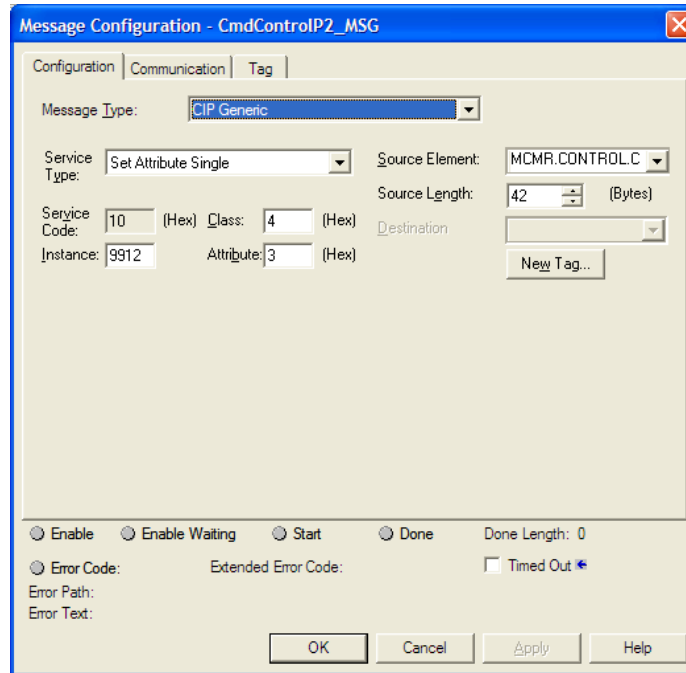 Message Configuration - CmdControlP2_MSG
Configuration Communication Tag
Message Type: CIP Generic
Service Type: Set Attribute Single Source Element: MCMR.CONTROL.C
Source Length: 42 (Bytes)
Service Code: 10 (Hex) Class: 4 (Hex) Destination
Instance: 9912 Attribute: 3 (Hex) New Tag...
Enable Enable Waiting Start Done Done Length: 0
Error Code: Extended Error Code: Timed Out
Error Path:
Error Text:
OK Cancel Apply Help